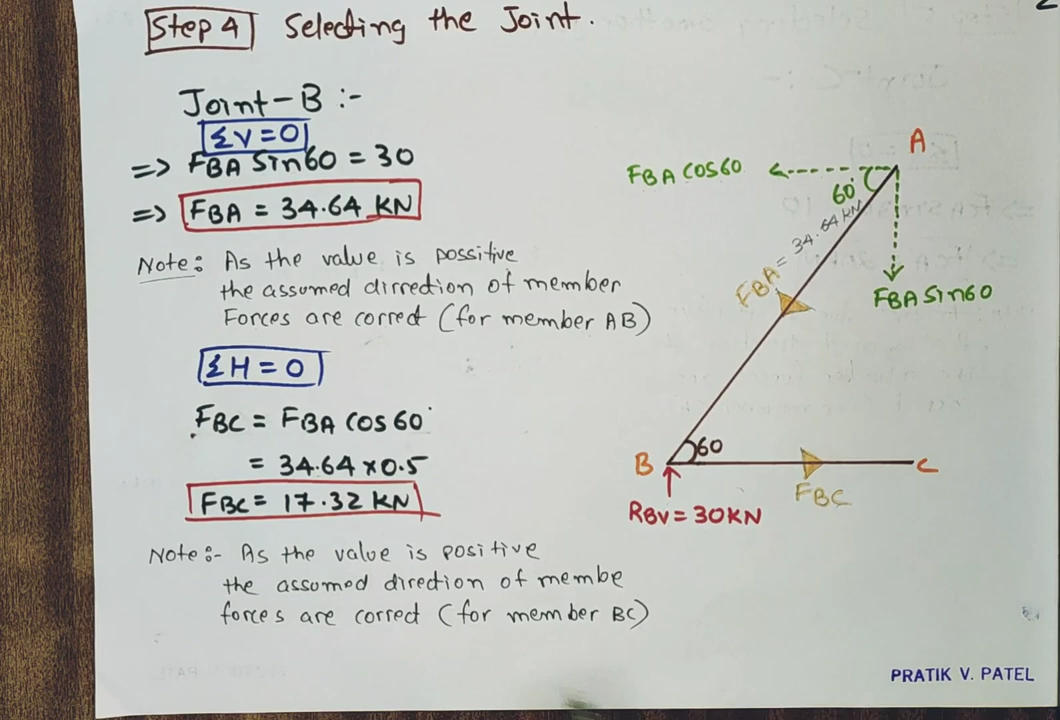 Step 4 Selecting the Joint.
Joint-B :-
ΣV=0
=> FBA Sin60 = 30
=> FBA = 34.64 KN
Note: As the value is possitive
the assumed dirrection of member
Forces are correct (for member AB)
ΣH = 0
FBC = FBA cos 60°
= 34.64 x 0.5
FBC = 17.32 KN
Note :- As the value is positive
the assumed direction of membe
forces are correct (for member BC)
A
FBA COS60
60°
FBA = 34.64 KN
FBA Sin60
B
60
C
FBC
RBV = 30KN
PRATIK V. PATEL